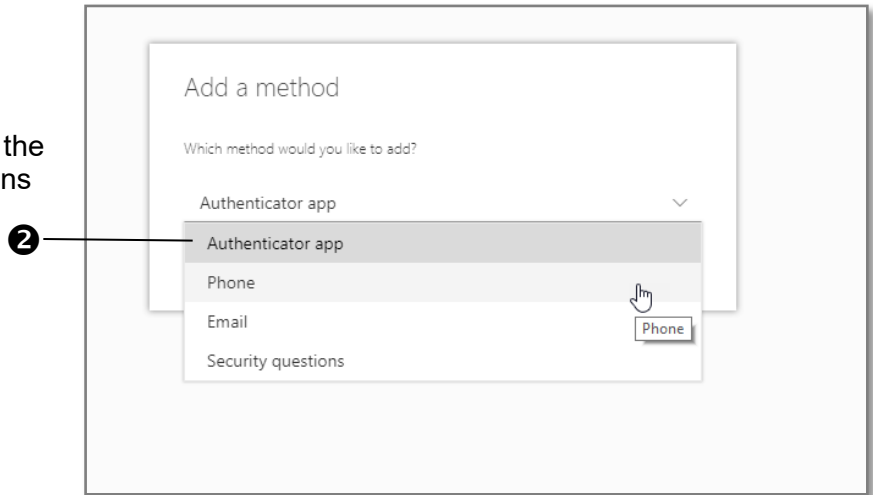 Add a method
the
Which method would you like to add?
ns
Authenticator app
❷
Authenticator app
Phone
Email
Phone
Security questions